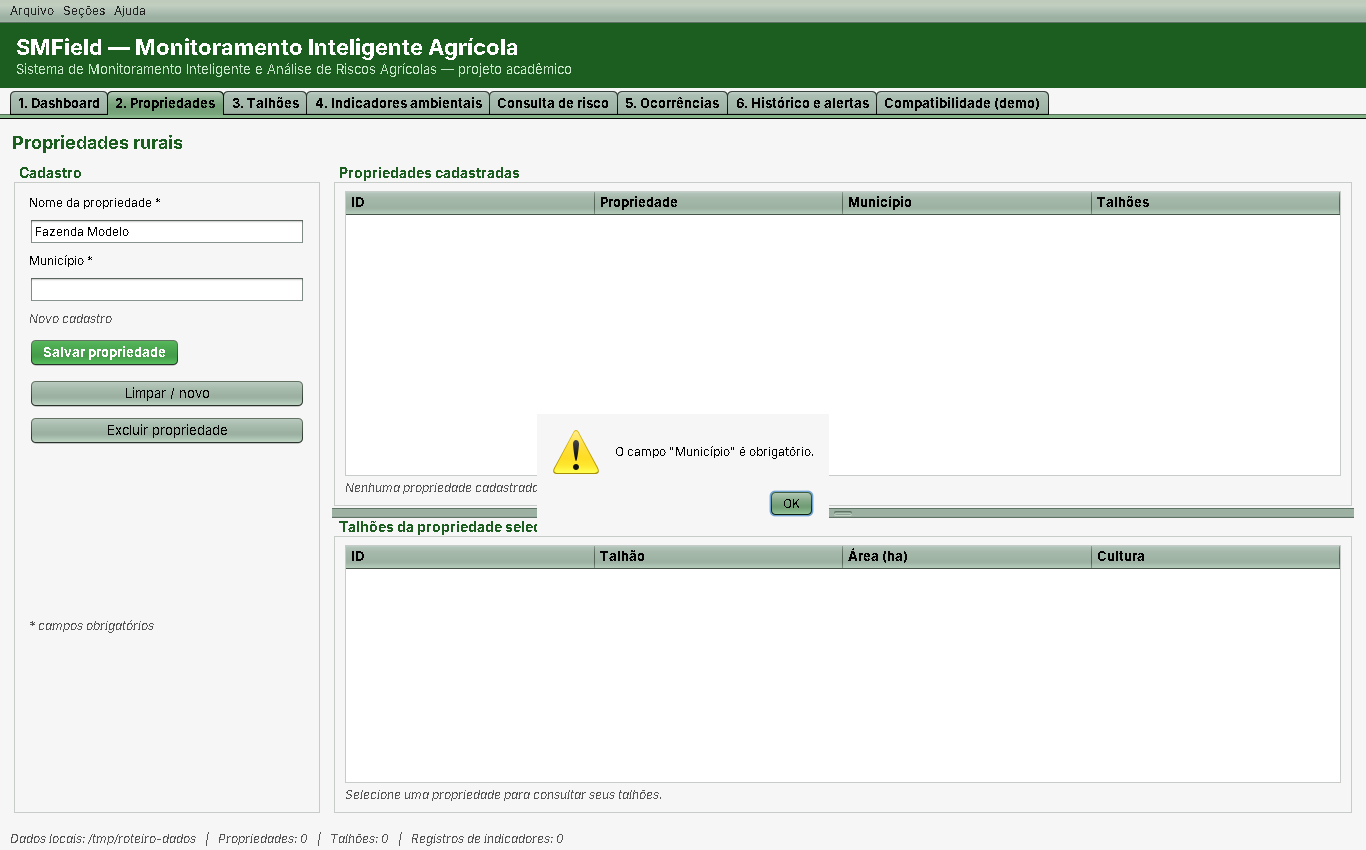 Arquivo Seções Ajuda
SMField — Monitoramento Inteligente Agrícola
Sistema de Monitoramento Inteligente e Análise de Riscos Agrícolas — projeto acadêmico
1. Dashboard 2. Propriedades 3. Talhões 4. Indicadores ambientais Consulta de risco 5. Ocorrências 6. Histórico e alertas Compatibilidade (demo)
Propriedades rurais
Cadastro
Nome da propriedade *
Fazenda Modelo
Município *
Novo cadastro
Salvar propriedade
Limpar / novo
Excluir propriedade
* campos obrigatórios
Propriedades cadastradas
ID Propriedade Município Talhões
Nenhuma propriedade cadastrada
O campo "Município" é obrigatório.
OK
Talhões da propriedade selec
ID Talhão Área (ha) Cultura
Selecione uma propriedade para consultar seus talhões.
Dados locais: /tmp/roteiro-dados | Propriedades: 0 | Talhões: 0 | Registros de indicadores: 0